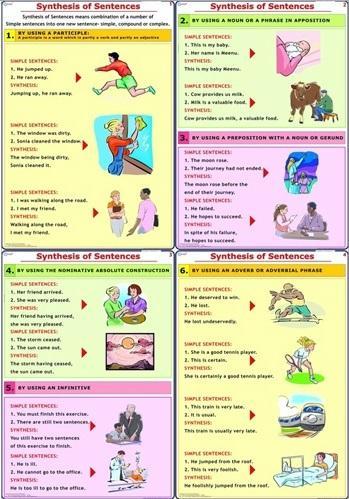 Synthesis of Sentences
Synthesis of Sentences means combination of a number of
Simple sentences into one new sentence- simple, compound or complex.
1. BY USING A PARTICIPLE:
A participle is a word which is partly a verb and partly an adjective
SIMPLE SENTENCES:
1. He jumped up.
2. He ran away.
SYNTHESIS:
Jumping up, he ran away.
SIMPLE SENTENCES:
1. The window was dirty.
2. Sonia cleaned the window.
SYNTHESIS:
The window being dirty,
Sonia cleaned it.
SIMPLE SENTENCES:
1. I was walking along the road.
2. I met my friend.
SYNTHESIS:
Walking along the road,
I met my friend.
Synthesis of Sentences
2
2. BY USING A NOUN OR A PHRASE IN APPOSITION
SIMPLE SENTENCES:
1. This is my baby.
2. Her name is Meenu.
SYNTHESIS:
This is my baby Meenu.
SIMPLE SENTENCES:
1. Cow provides us milk.
2. Milk is a valuable food.
SYNTHESIS:
Cow provides us milk, a valuable food.
3. BY USING A PREPOSITION WITH A NOUN OR GERUND
SIMPLE SENTENCES:
1. The moon rose.
2. Their journey had not ended.
SYNTHESIS:
The moon rose before the
end of their journey.
SIMPLE SENTENCES:
1. He failed.
2. He hopes to succeed.
SYNTHESIS:
In spite of his failure,
he hopes to succeed.
Synthesis of Sentences
3
4. BY USING THE NOMINATIVE ABSOLUTE CONSTRUCTION
SIMPLE SENTENCES:
1. Her friend arrived.
2. She was very pleased.
SYNTHESIS:
Her friend having arrived,
she was very pleased.
SIMPLE SENTENCES:
1. The storm ceased.
2. The sun came out.
SYNTHESIS:
The storm having ceased,
the sun came out.
5. BY USING AN INFINITIVE
SIMPLE SENTENCES:
1. You must finish this exercise.
2. There are still two sentences.
SYNTHESIS:
You still have two sentences
of this exercise to finish.
SIMPLE SENTENCES:
1. He is ill.
2. He cannot go to the office.
SYNTHESIS:
He is too ill to go to the office.
Synthesis of Sentences
4
6. BY USING AN ADVERB OR ADVERBIAL PHRASE
SIMPLE SENTENCES:
1. He deserved to win.
2. He lost.
SYNTHESIS:
He lost undeservedly.
SIMPLE SENTENCES:
1. She is a good tennis player.
2. This is certain.
SYNTHESIS:
She is certainly a good tennis player.
SIMPLE SENTENCES:
1. This train is very late.
2. It is usual.
SYNTHESIS:
This train is usually very late.
SIMPLE SENTENCES:
1. He jumped from the roof.
2. This is very foolish.
SYNTHESIS:
He foolishly jumped from the roof.